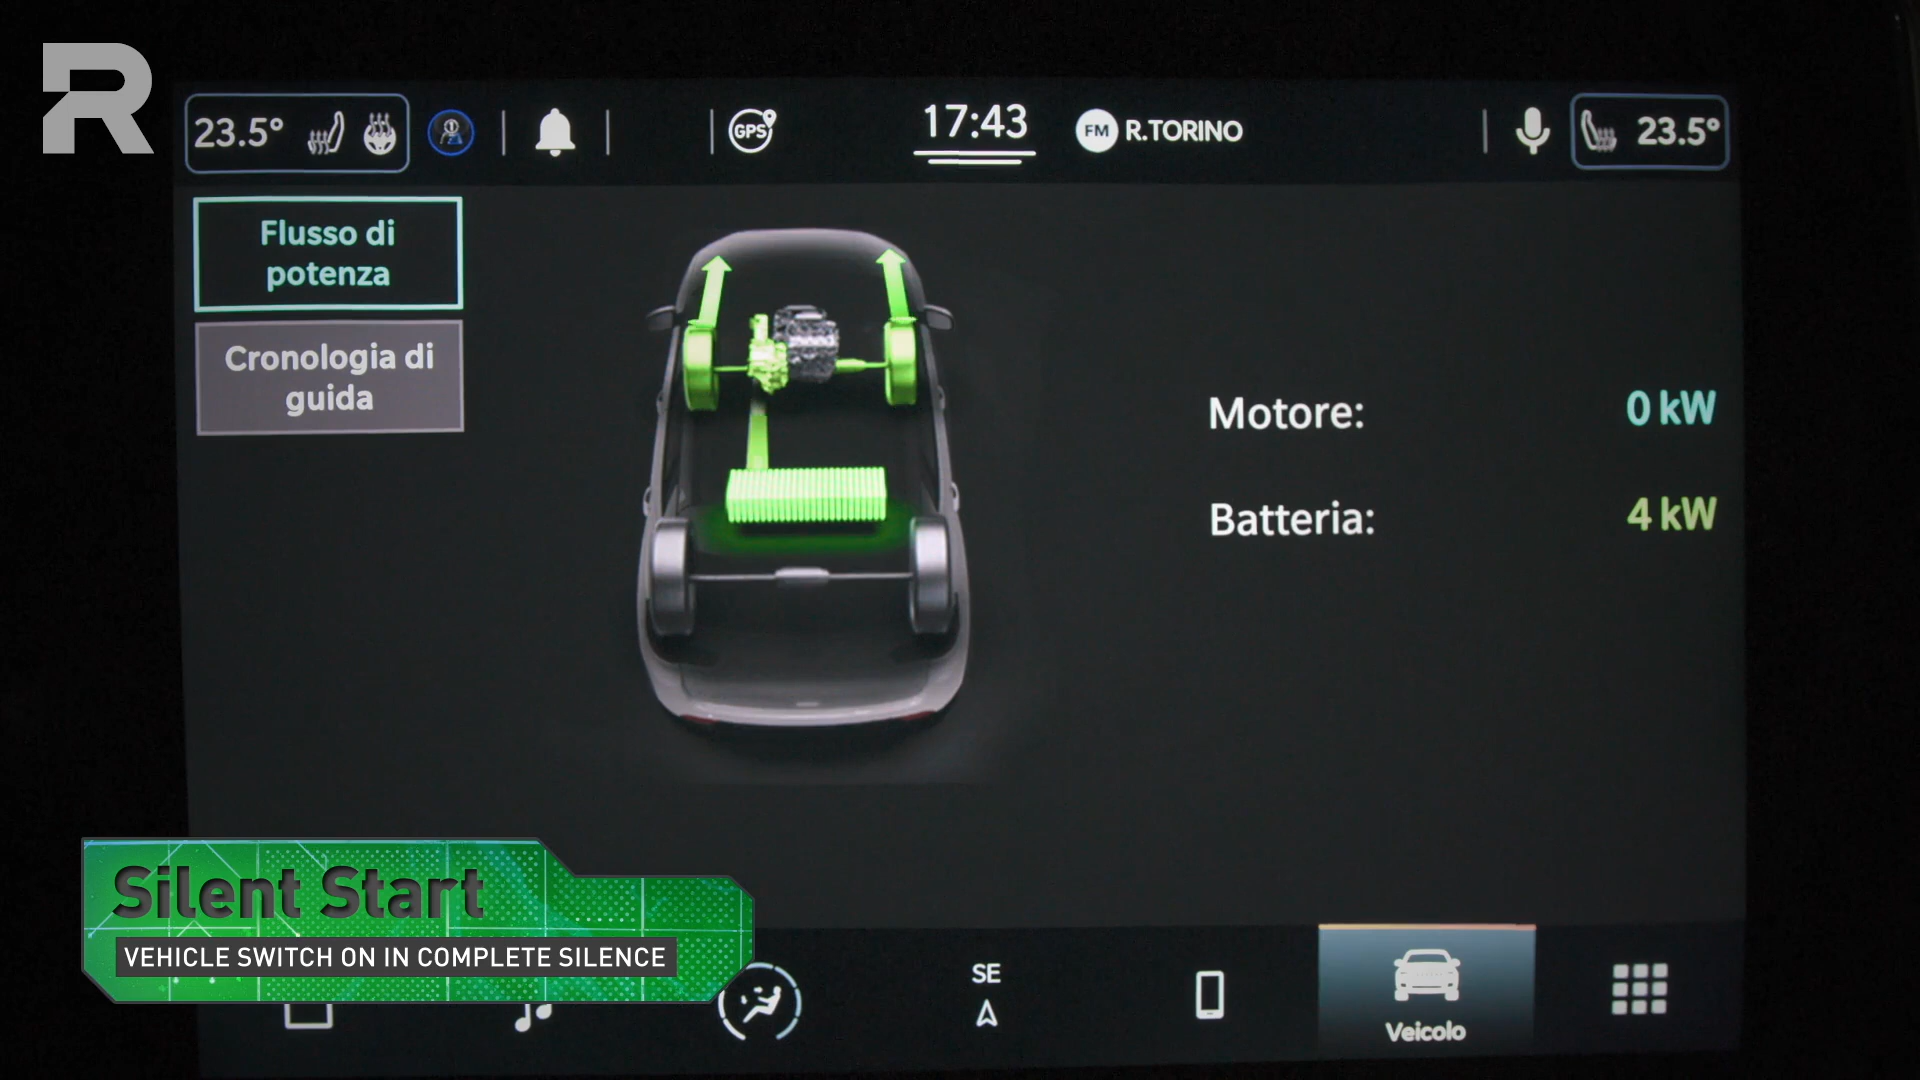 R
23.5°
GPS
17:43
FM R.TORINO
23.5°
Flusso di
potenza
Cronologia di
guida
Motore: 0 kW
Batteria: 4 kW
Silent Start
VEHICLE SWITCH ON IN COMPLETE SILENCE
SE
Veicolo